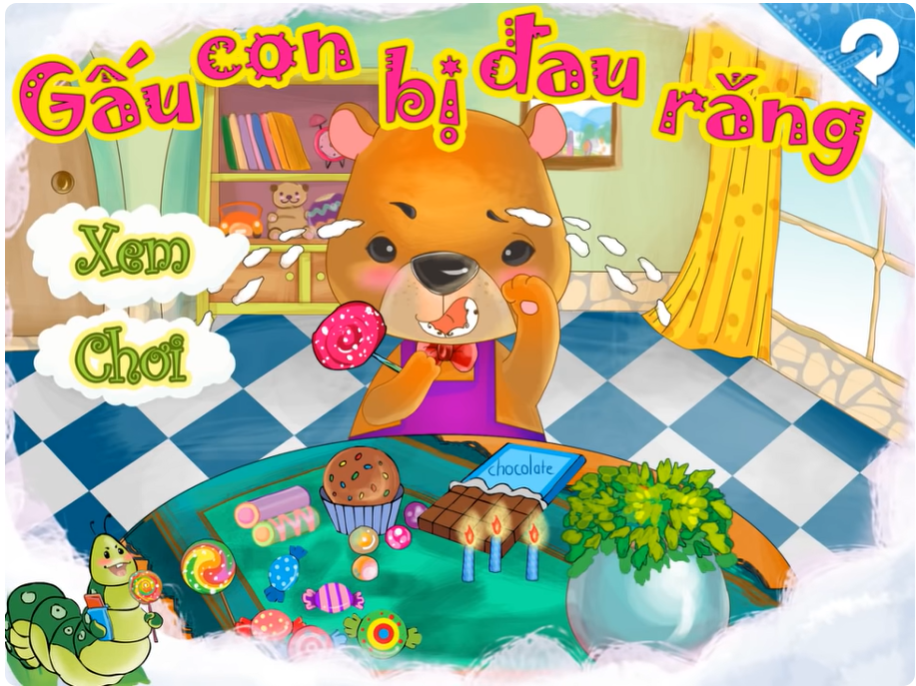 Gấu con bị đau răng
Xem
Chơi
chocolate